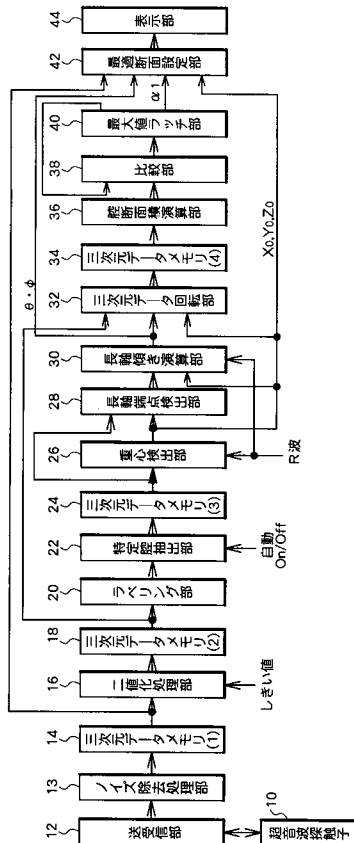 44
表示部
42
最適断面設定部
α1
40
最大値ラッチ部
38
比較部
36
腔断面積演算部
34
三次元データメモリ(4)
32
三次元データ回転部
θ・φ
X0,Y0,Z0
30
長軸傾き演算部
28
長軸端点検出部
26
重心検出部
R波
24
三次元データメモリ(3)
22
特定腔抽出部
自動
On/Off
20
ラベリング部
18
三次元データメモリ(2)
16
二値化処理部
しきい値
14
三次元データメモリ(1)
13
ノイズ除去処理部
12
送受信部
10
超音波探触子